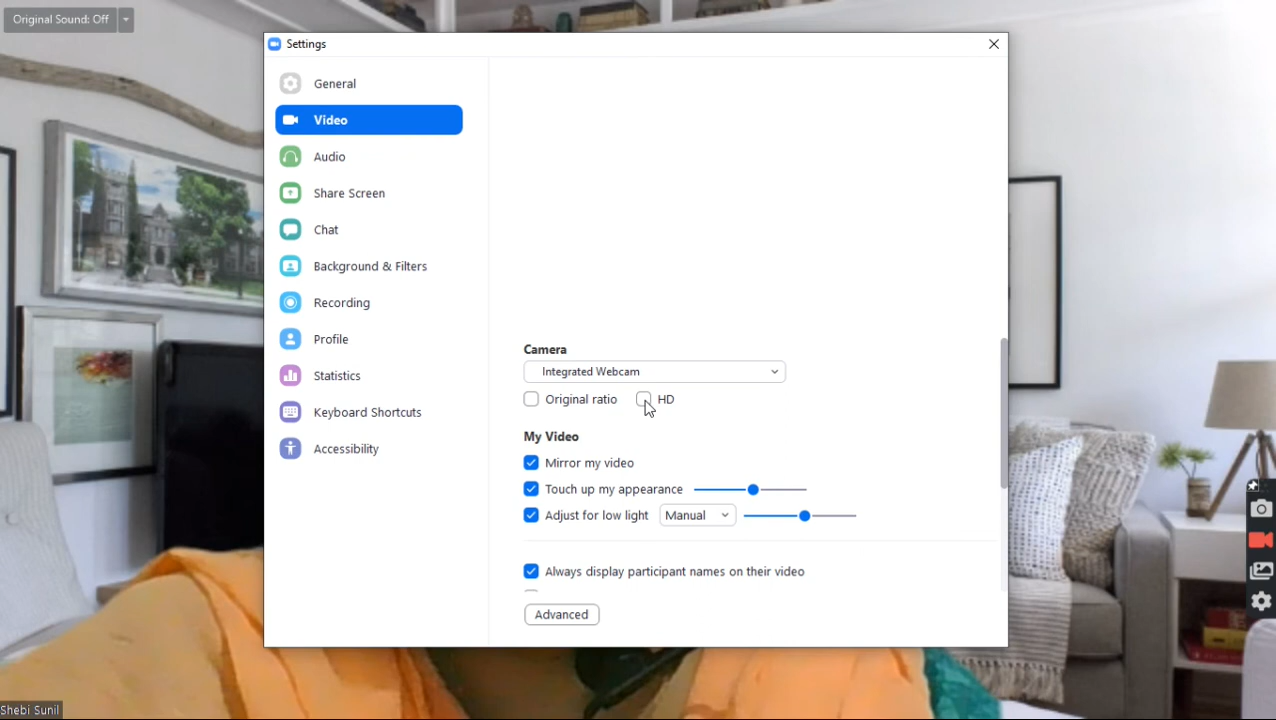 Original Sound: Off
Settings
General
Video
Audio
Share Screen
Chat
Background & Filters
Recording
Profile
Statistics
Keyboard Shortcuts
Accessibility
Camera
Integrated Webcam
Original ratio HD
My Video
Mirror my video
Touch up my appearance
Adjust for low light Manual
Always display participant names on their video
Advanced
Shebi Sunil